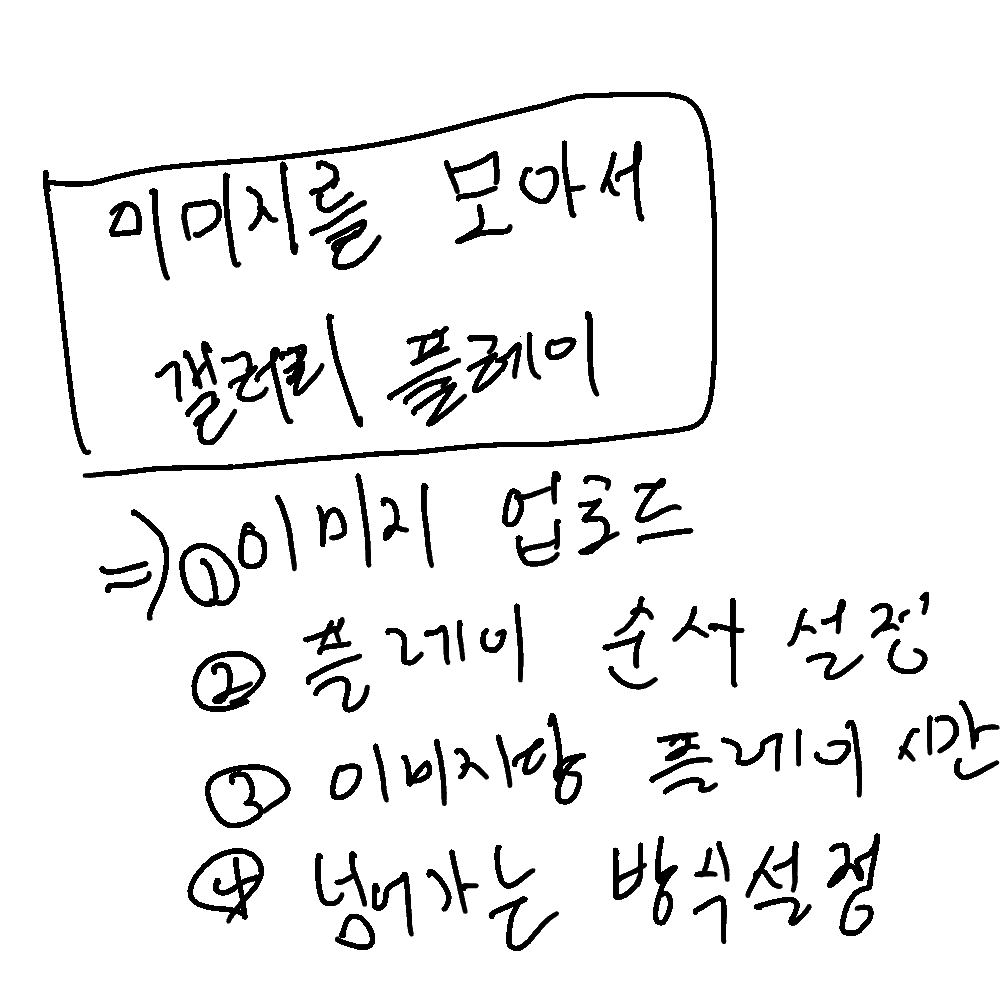 이미지를 모아서
갤러리 플레이
=>①이미지 업로드
② 플레이 순서 설정
③ 이미지당 플레이시간
④ 넘어가는 방식설정